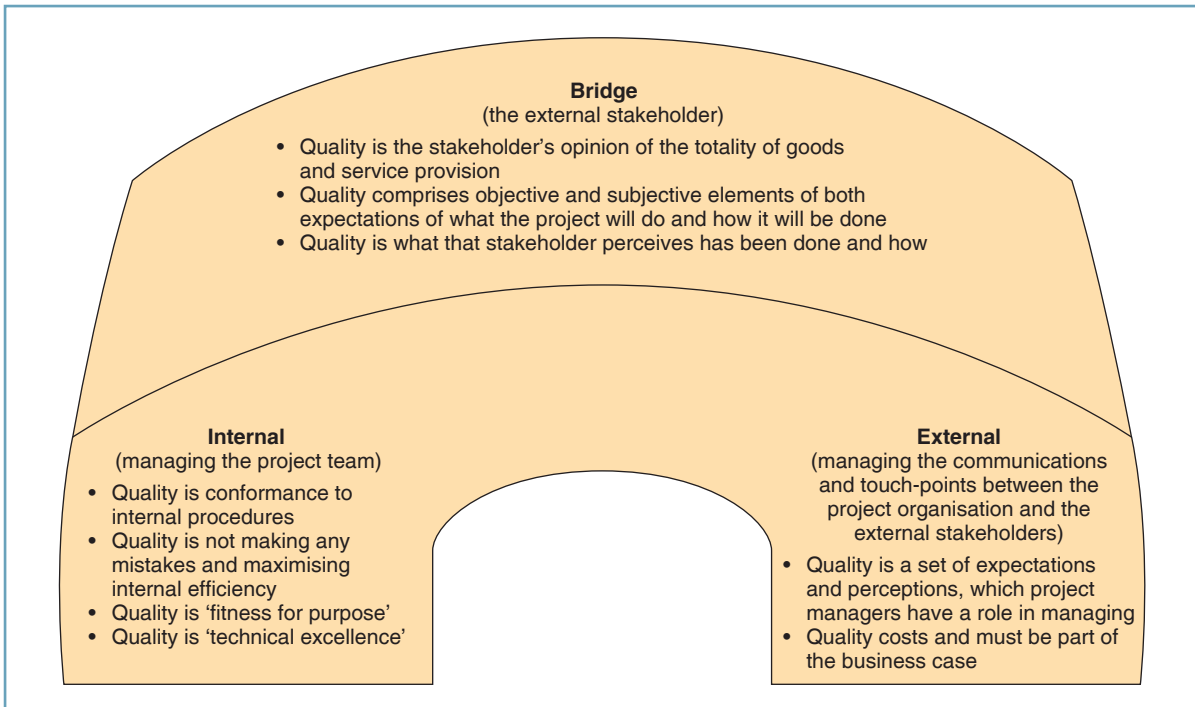 Bridge
(the external stakeholder)
• Quality is the stakeholder’s opinion of the totality of goods
and service provision
• Quality comprises objective and subjective elements of both
expectations of what the project will do and how it will be done
• Quality is what that stakeholder perceives has been done and how
Internal
(managing the project team)
• Quality is conformance to
internal procedures
• Quality is not making any
mistakes and maximising
internal efficiency
• Quality is ‘fitness for purpose’
• Quality is ‘technical excellence’
External
(managing the communications
and touch-points between the
project organisation and the
external stakeholders)
• Quality is a set of expectations
and perceptions, which project
managers have a role in managing
• Quality costs and must be part of
the business case